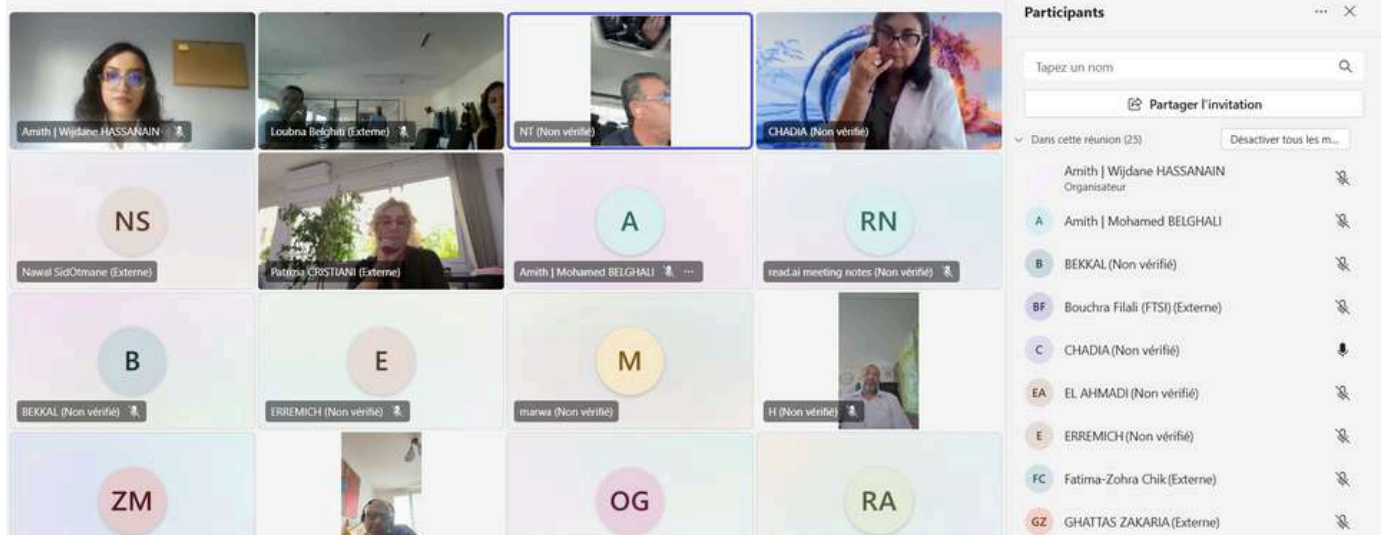 Amith | Wijdane HASSANAIN
Loubna Belghiti (Externe)
NT (Non vérifié)
CHADIA (Non vérifié)
NS
Nawal SidOtmane (Externe)
Patrizia CRISTIANI (Externe)
A
Amith | Mohamed BELGHALI ...
RN
read.ai meeting notes (Non vérifié)
B
BEKKAL (Non vérifié)
E
ERREMICH (Non vérifié)
M
marwa (Non vérifié)
H (Non vérifié)
ZM
OG
RA
Participants ...
Tapez un nom
Partager l'invitation
Dans cette réunion (25)
Désactiver tous les m...
Amith | Wijdane HASSANAIN
Organisateur
A Amith | Mohamed BELGHALI
B BEKKAL (Non vérifié)
BF Bouchra Filali (FTSI) (Externe)
C CHADIA (Non vérifié)
EA EL AHMADI (Non vérifié)
E ERREMICH (Non vérifié)
FC Fatima-Zohra Chik (Externe)
GZ GHATTAS ZAKARIA (Externe)